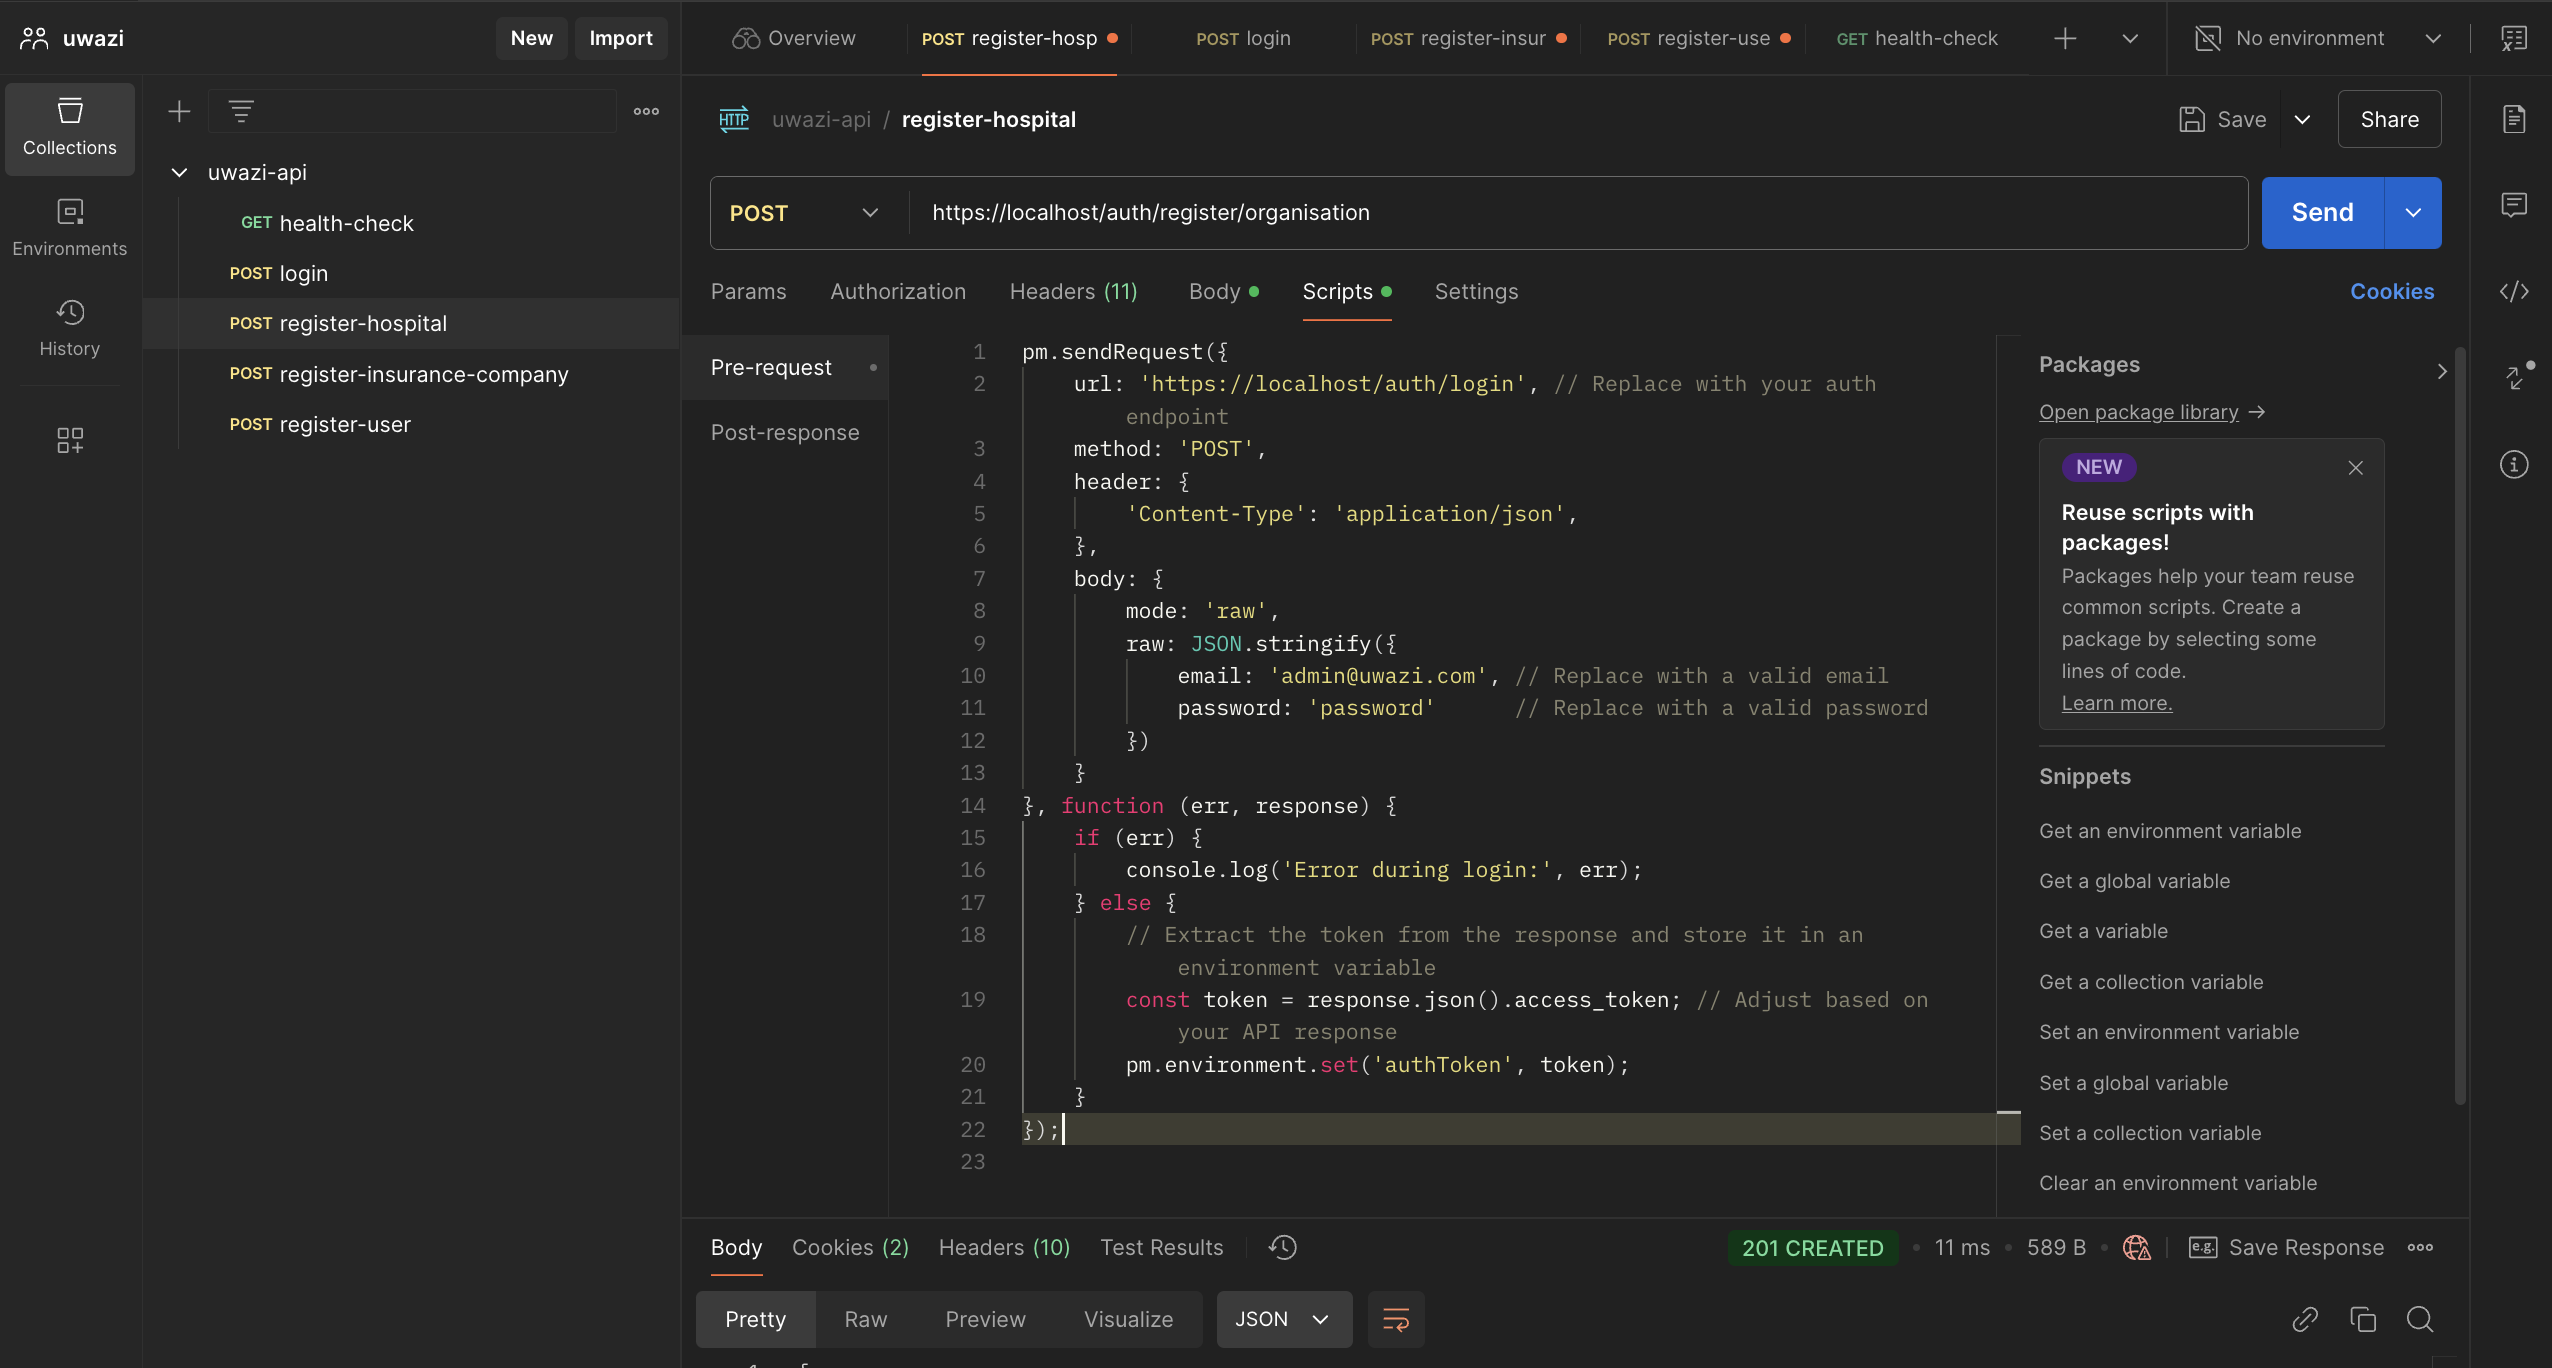 uwazi
New
Import
Overview
POST register-hosp
POST login
POST register-insur
POST register-use
GET health-check
No environment
Collections
Environments
History
uwazi-api
GET health-check
POST login
POST register-hospital
POST register-insurance-company
POST register-user
HTTP uwazi-api / register-hospital
Save
Share
POST
https://localhost/auth/register/organisation
Send
Params
Authorization
Headers (11)
Body
Scripts
Settings
Cookies
Pre-request
Post-response
1 pm.sendRequest({
2 url: 'https://localhost/auth/login', // Replace with your auth
endpoint
3 method: 'POST',
4 header: {
5 'Content-Type': 'application/json',
6 },
7 body: {
8 mode: 'raw',
9 raw: JSON.stringify({
10 email: 'admin@uwazi.com', // Replace with a valid email
11 password: 'password' // Replace with a valid password
12 })
13 }
14 }, function (err, response) {
15 if (err) {
16 console.log('Error during login:', err);
17 } else {
18 // Extract the token from the response and store it in an
environment variable
19 const token = response.json().access_token; // Adjust based on
your API response
20 pm.environment.set('authToken', token);
21 }
22 });
23
Packages
Open package library →
NEW
Reuse scripts with
packages!
Packages help your team reuse
common scripts. Create a
package by selecting some
lines of code.
Learn more.
Snippets
Get an environment variable
Get a global variable
Get a variable
Get a collection variable
Set an environment variable
Set a global variable
Set a collection variable
Clear an environment variable
Body
Cookies (2)
Headers (10)
Test Results
201 CREATED • 11 ms • 589 B •
e.g. Save Response
Pretty
Raw
Preview
Visualize
JSON